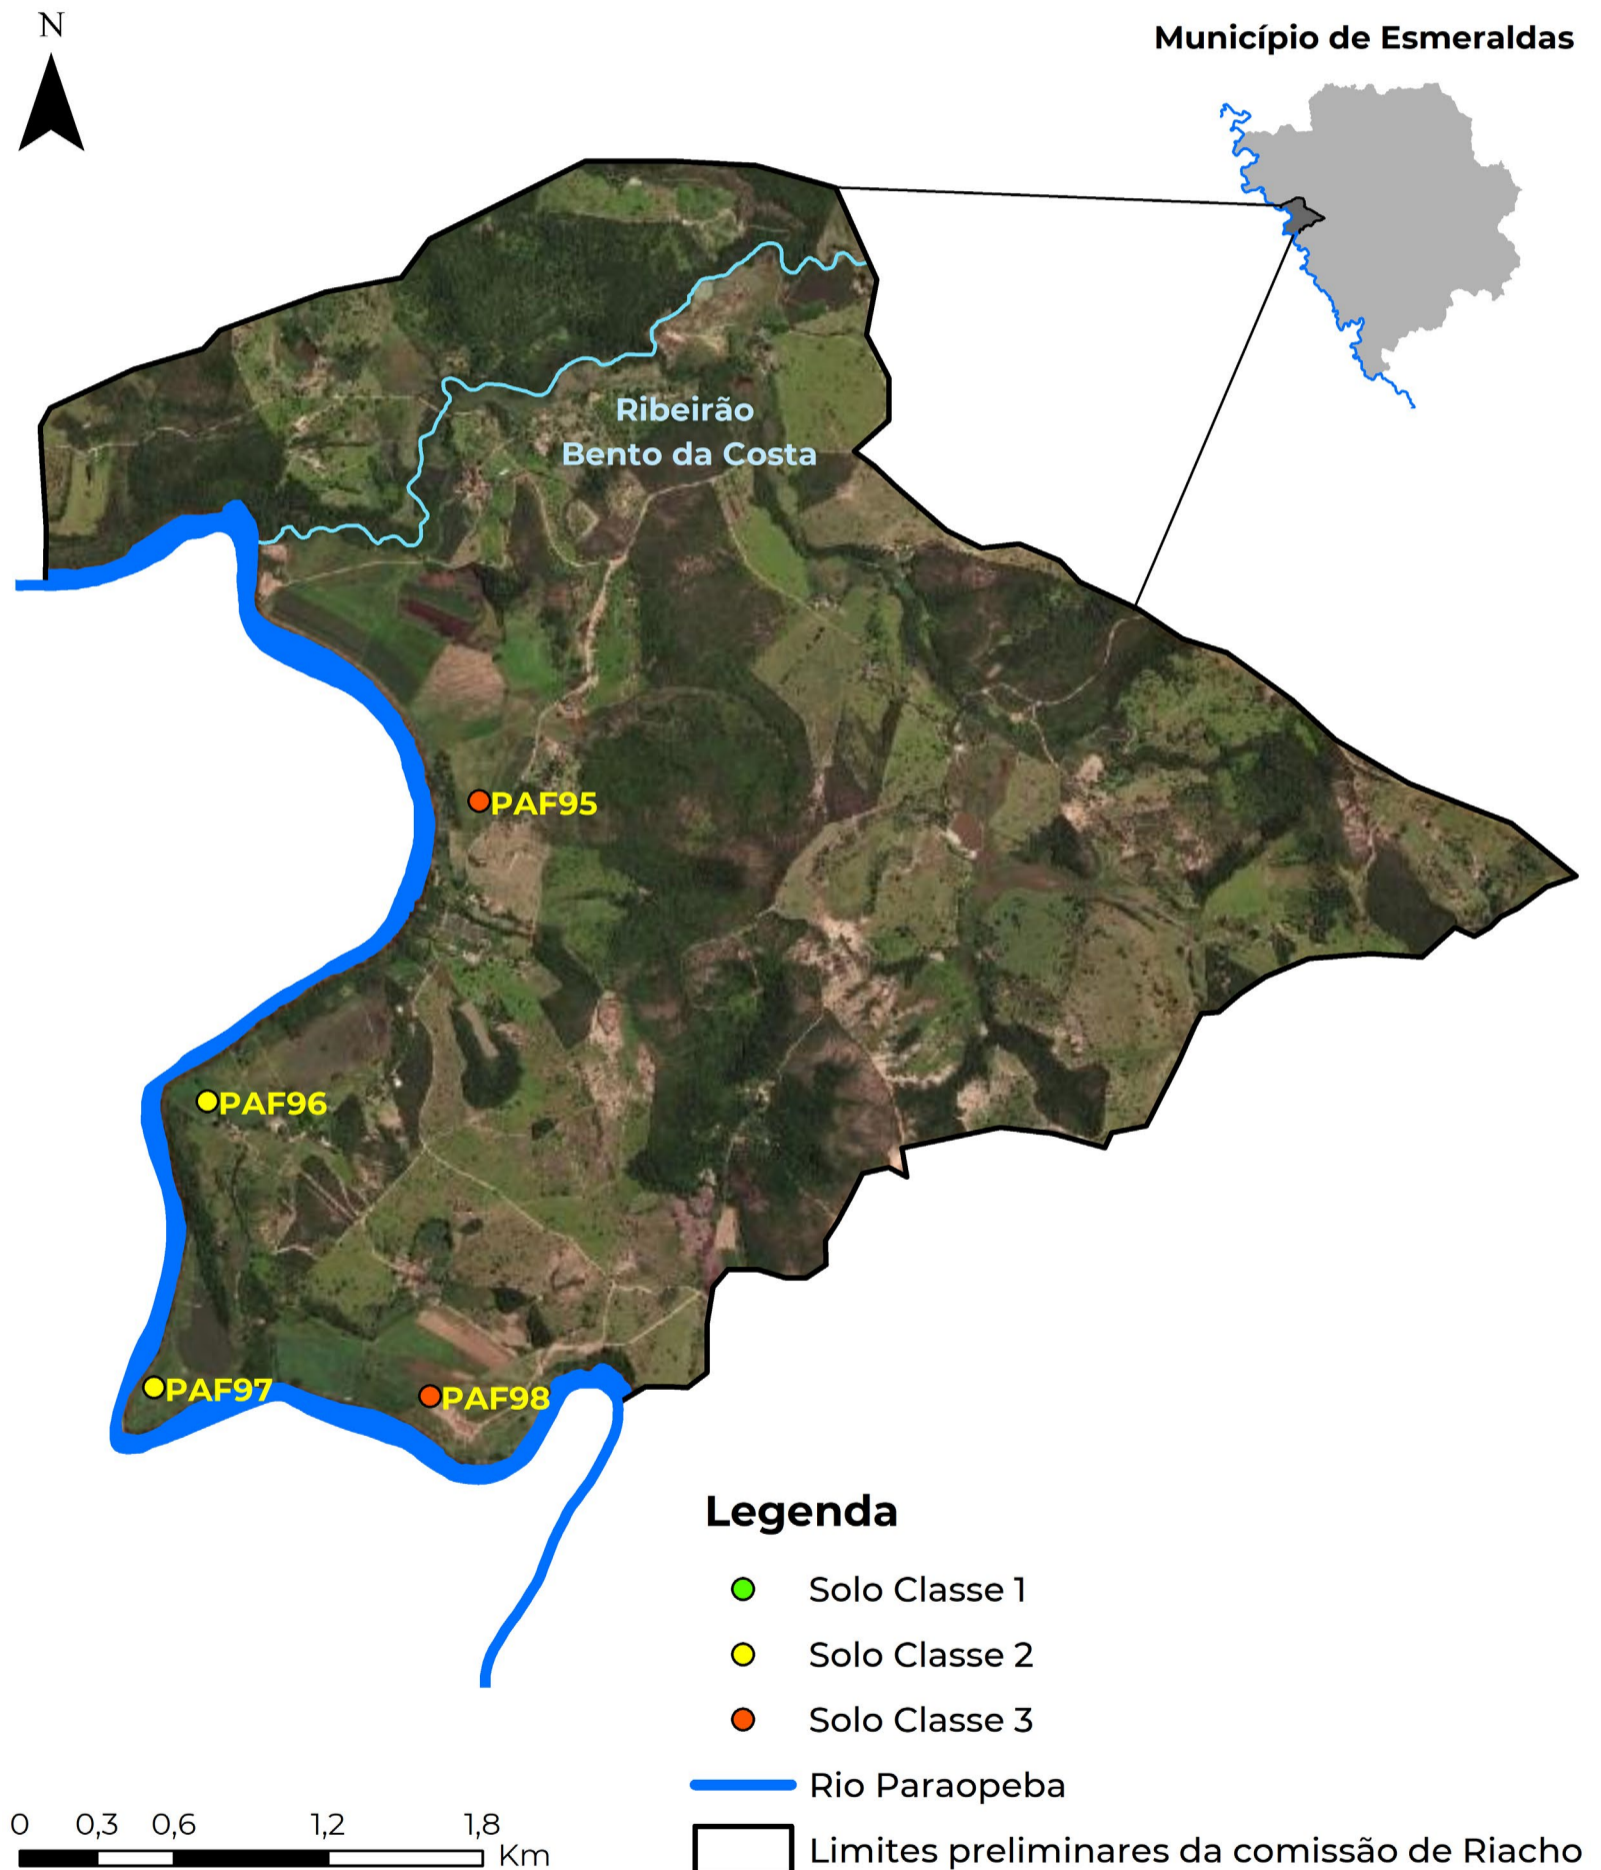 N
Município de Esmeraldas
Ribeirão
Bento da Costa
PAF95
PAF96
PAF97
PAF98
Legenda
Solo Classe 1
Solo Classe 2
Solo Classe 3
Rio Paraopeba
Limites preliminares da comissão de Riacho
0 0,3 0,6 1,2 1,8
Km